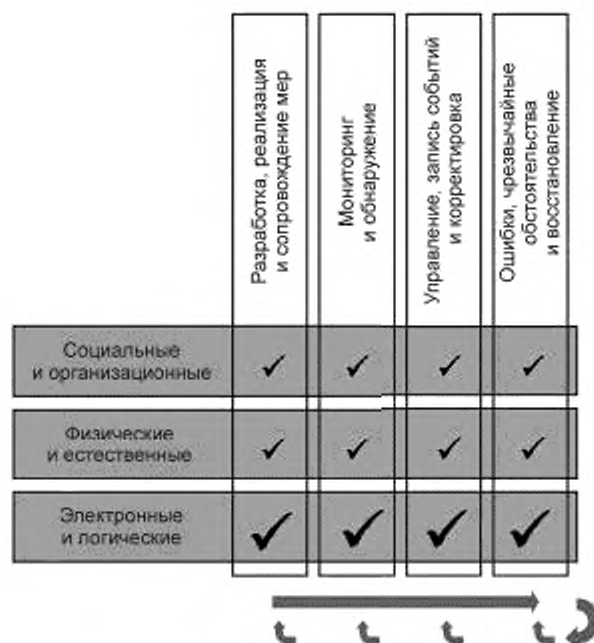 Разработка, реализация
и сопровождение мер
Мониторинг
и обнаружение
Управление, запись событий
и корректировка
Ошибки, чрезвычайные
обстоятельства
и восстановление
Социальные
и организационные
Физические
и естественные
Электронные
и логические